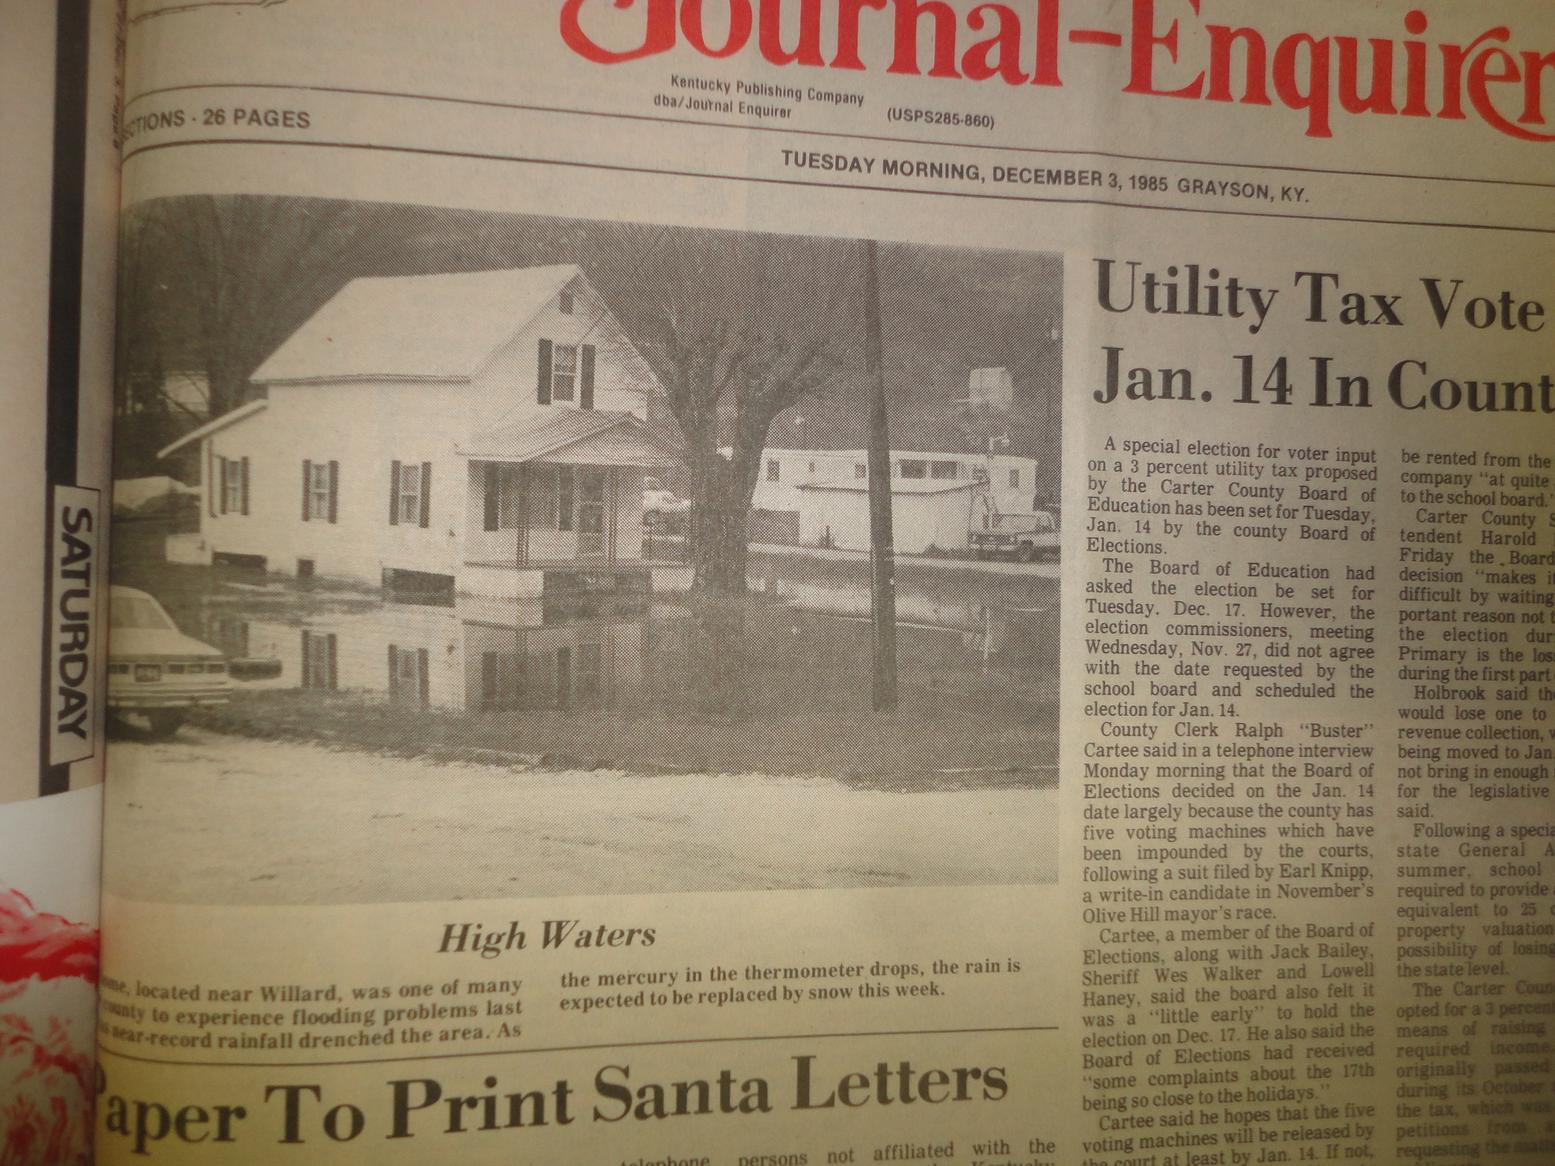 Journal-Enquirer
Kentucky Publishing Company
dba/Journal Enquirer
(USPS285-860)
26 PAGES
TUESDAY MORNING, DECEMBER 3, 1985 GRAYSON, KY.
SATURDAY
High Waters
located near Willard, was one of many
to experience flooding problems last
near-record rainfall drenched the area. As
the mercury in the thermometer drops, the rain is
expected to be replaced by snow this week.
Paper To Print Santa Letters
persons not affiliated with the
Utility Tax Vote
Jan. 14 In
A special election for voter input
on a 3 percent utility tax proposed
by the Carter County Board of
Education has been set for Tuesday,
Jan. 14 by the county Board of
Elections.
The Board of Education had
asked the election be set for
Tuesday. Dec. 17. However, the
election commissioners, meeting
Wednesday, Nov. 27, did not agree
with the date requested by the
school board and scheduled the
election for Jan. 14.
County Clerk Ralph "Buster"
Cartee said in a telephone interview
Monday morning that the Board of
Elections decided on the Jan. 14
date largely because the county has
five voting machines which have
been impounded by the courts,
following a suit filed by Earl Knipp,
a write-in candidate in November's
Olive Hill mayor's race.
Cartee, a member of the Board of
Elections, along with Jack Bailey,
Sheriff Wes Walker and Lowell
Haney, said the board also felt it
was a "little early" to hold the
election on Dec. 17. He also said the
Board of Elections had received
"some complaints about the 17th
being so close to the holidays."
Cartee said he hopes that the five
voting machines will be released by
the court at least by Jan. 14. If not,
be rented from the
company "at quite
to the school board."
Carter County
tendent Harold
Friday the Board
decision "makes
difficult by waiting
portant reason not
the election
Primary is the
during the first part
Holbrook said
would lose one to
revenue collection,
being moved to Jan.
not bring in enough
for the legislative
said.
Following a
state General
summer, school
required to provide
equivalent to 25
property valuation
possibility of losing
the state level.
The Carter
opted for a 3
means of raising
required income.
originally passed
during its October
the tax, which was
petitions from
requesting the